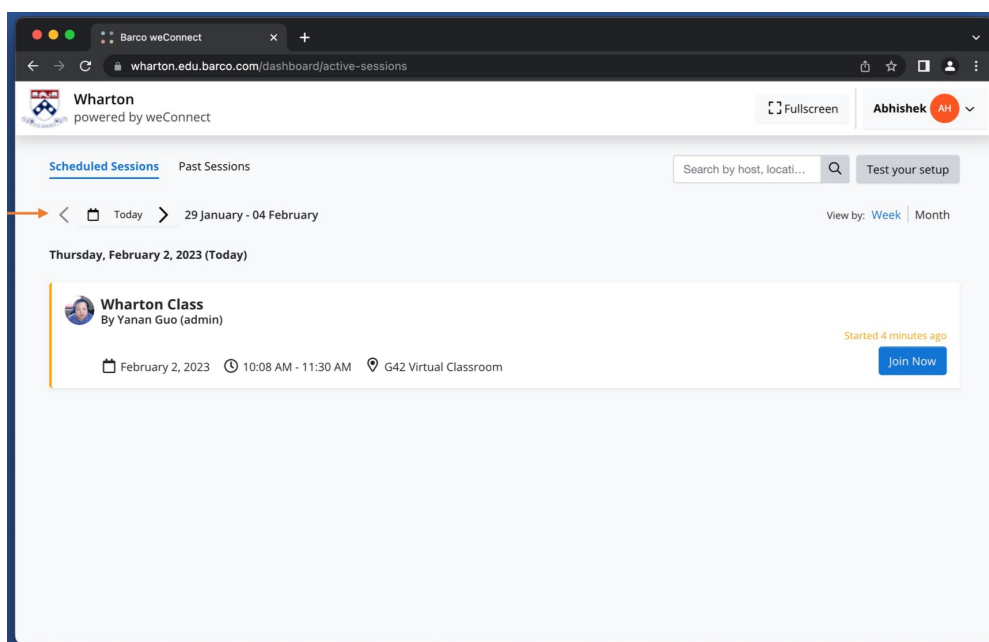 Barco weConnect
wharton.edu.barco.com/dashboard/active-sessions
Wharton
powered by weConnect
Fullscreen
Abhishek AH
Scheduled Sessions Past Sessions
Search by host, locati...
Test your setup
Today 29 January - 04 February
View by: Week Month
Thursday, February 2, 2023 (Today)
Wharton Class
By Yanan Guo (admin)
Started 4 minutes ago
February 2, 2023 10:08 AM - 11:30 AM G42 Virtual Classroom
Join Now